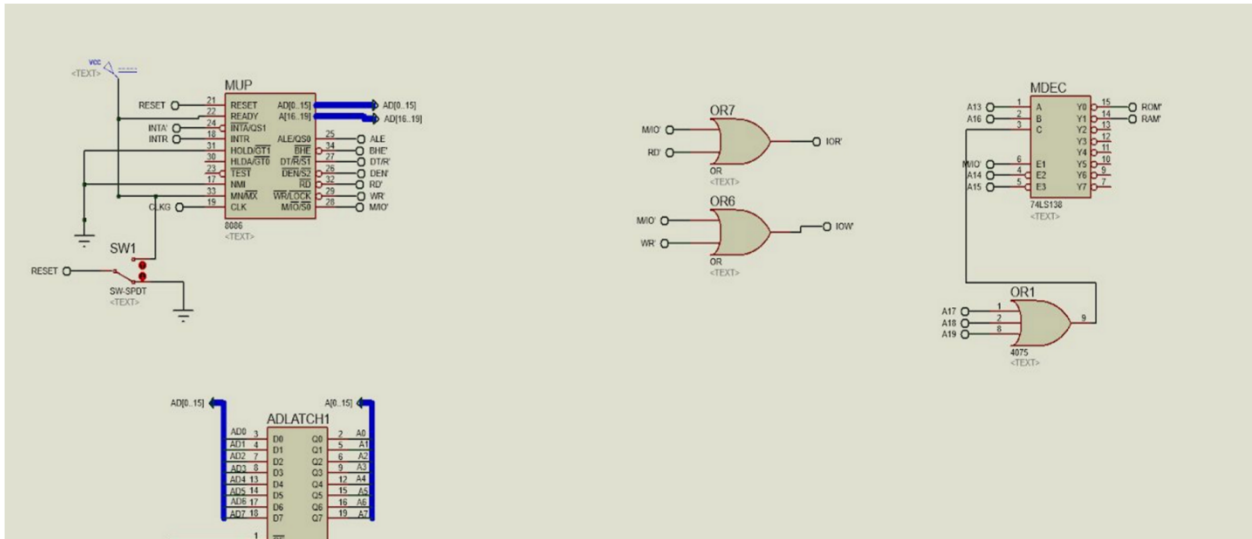 VCC
<TEXT>
MUP
RESET 21 RESET AD[0..15] AD[0..15]
22 READY A[16..19] AD[16..19]
INTA' 24 INTA/QS1
INTR 18 INTR ALE/QS0 25 ALE
31 HOLD/GT1 BHE 34 BHE'
30 HLDA/GT0 DT/R/S1 27 DT/R'
23 TEST DEN/S2 26 DEN'
17 NMI RD 32 RD'
33 MN/MX WR/LOCK 29 WR'
CLKG 19 CLK M/IO/S0 28 M/IO'
8086
<TEXT>
SW1
RESET
SW-SPDT
<TEXT>
OR7
M/IO'
RD'
IOR'
OR
<TEXT>
OR6
M/IO'
WR'
IOW'
OR
<TEXT>
MDEC
A13 1 A Y0 15 ROM'
A16 2 B Y1 14 RAM'
3 C Y2 13
Y3 12
Y4 11
M/IO' 6 E1 Y5 10
A14 4 E2 Y6 9
A15 5 E3 Y7 7
74LS138
<TEXT>
OR1
A17 1
A18 2 9
A19 8
4075
<TEXT>
AD[0..15] A[0..15]
ADLATCH1
AD0 3 D0 Q0 2 A0
AD1 4 D1 Q1 5 A1
AD2 7 D2 Q2 6 A2
AD3 8 D3 Q3 9 A3
AD4 13 D4 Q4 12 A4
AD5 14 D5 Q5 15 A5
AD6 17 D6 Q6 16 A6
AD7 18 D7 Q7 19 A7
1